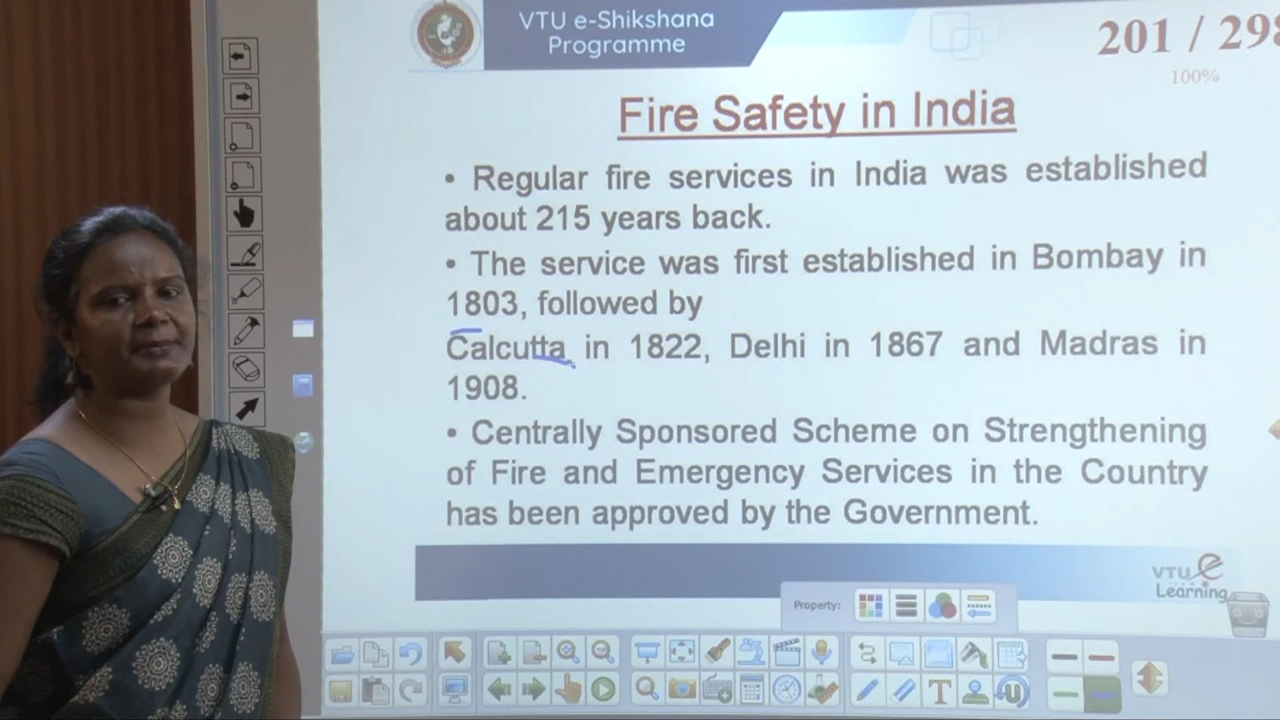 VTU e-Shikshana
Programme
201 / 298
100%
Fire Safety in India
• Regular fire services in India was established
about 215 years back.
• The service was first established in Bombay in
1803, followed by
Calcutta in 1822, Delhi in 1867 and Madras in
1908.
• Centrally Sponsored Scheme on Strengthening
of Fire and Emergency Services in the Country
has been approved by the Government.
VTU e
Learning
Property: